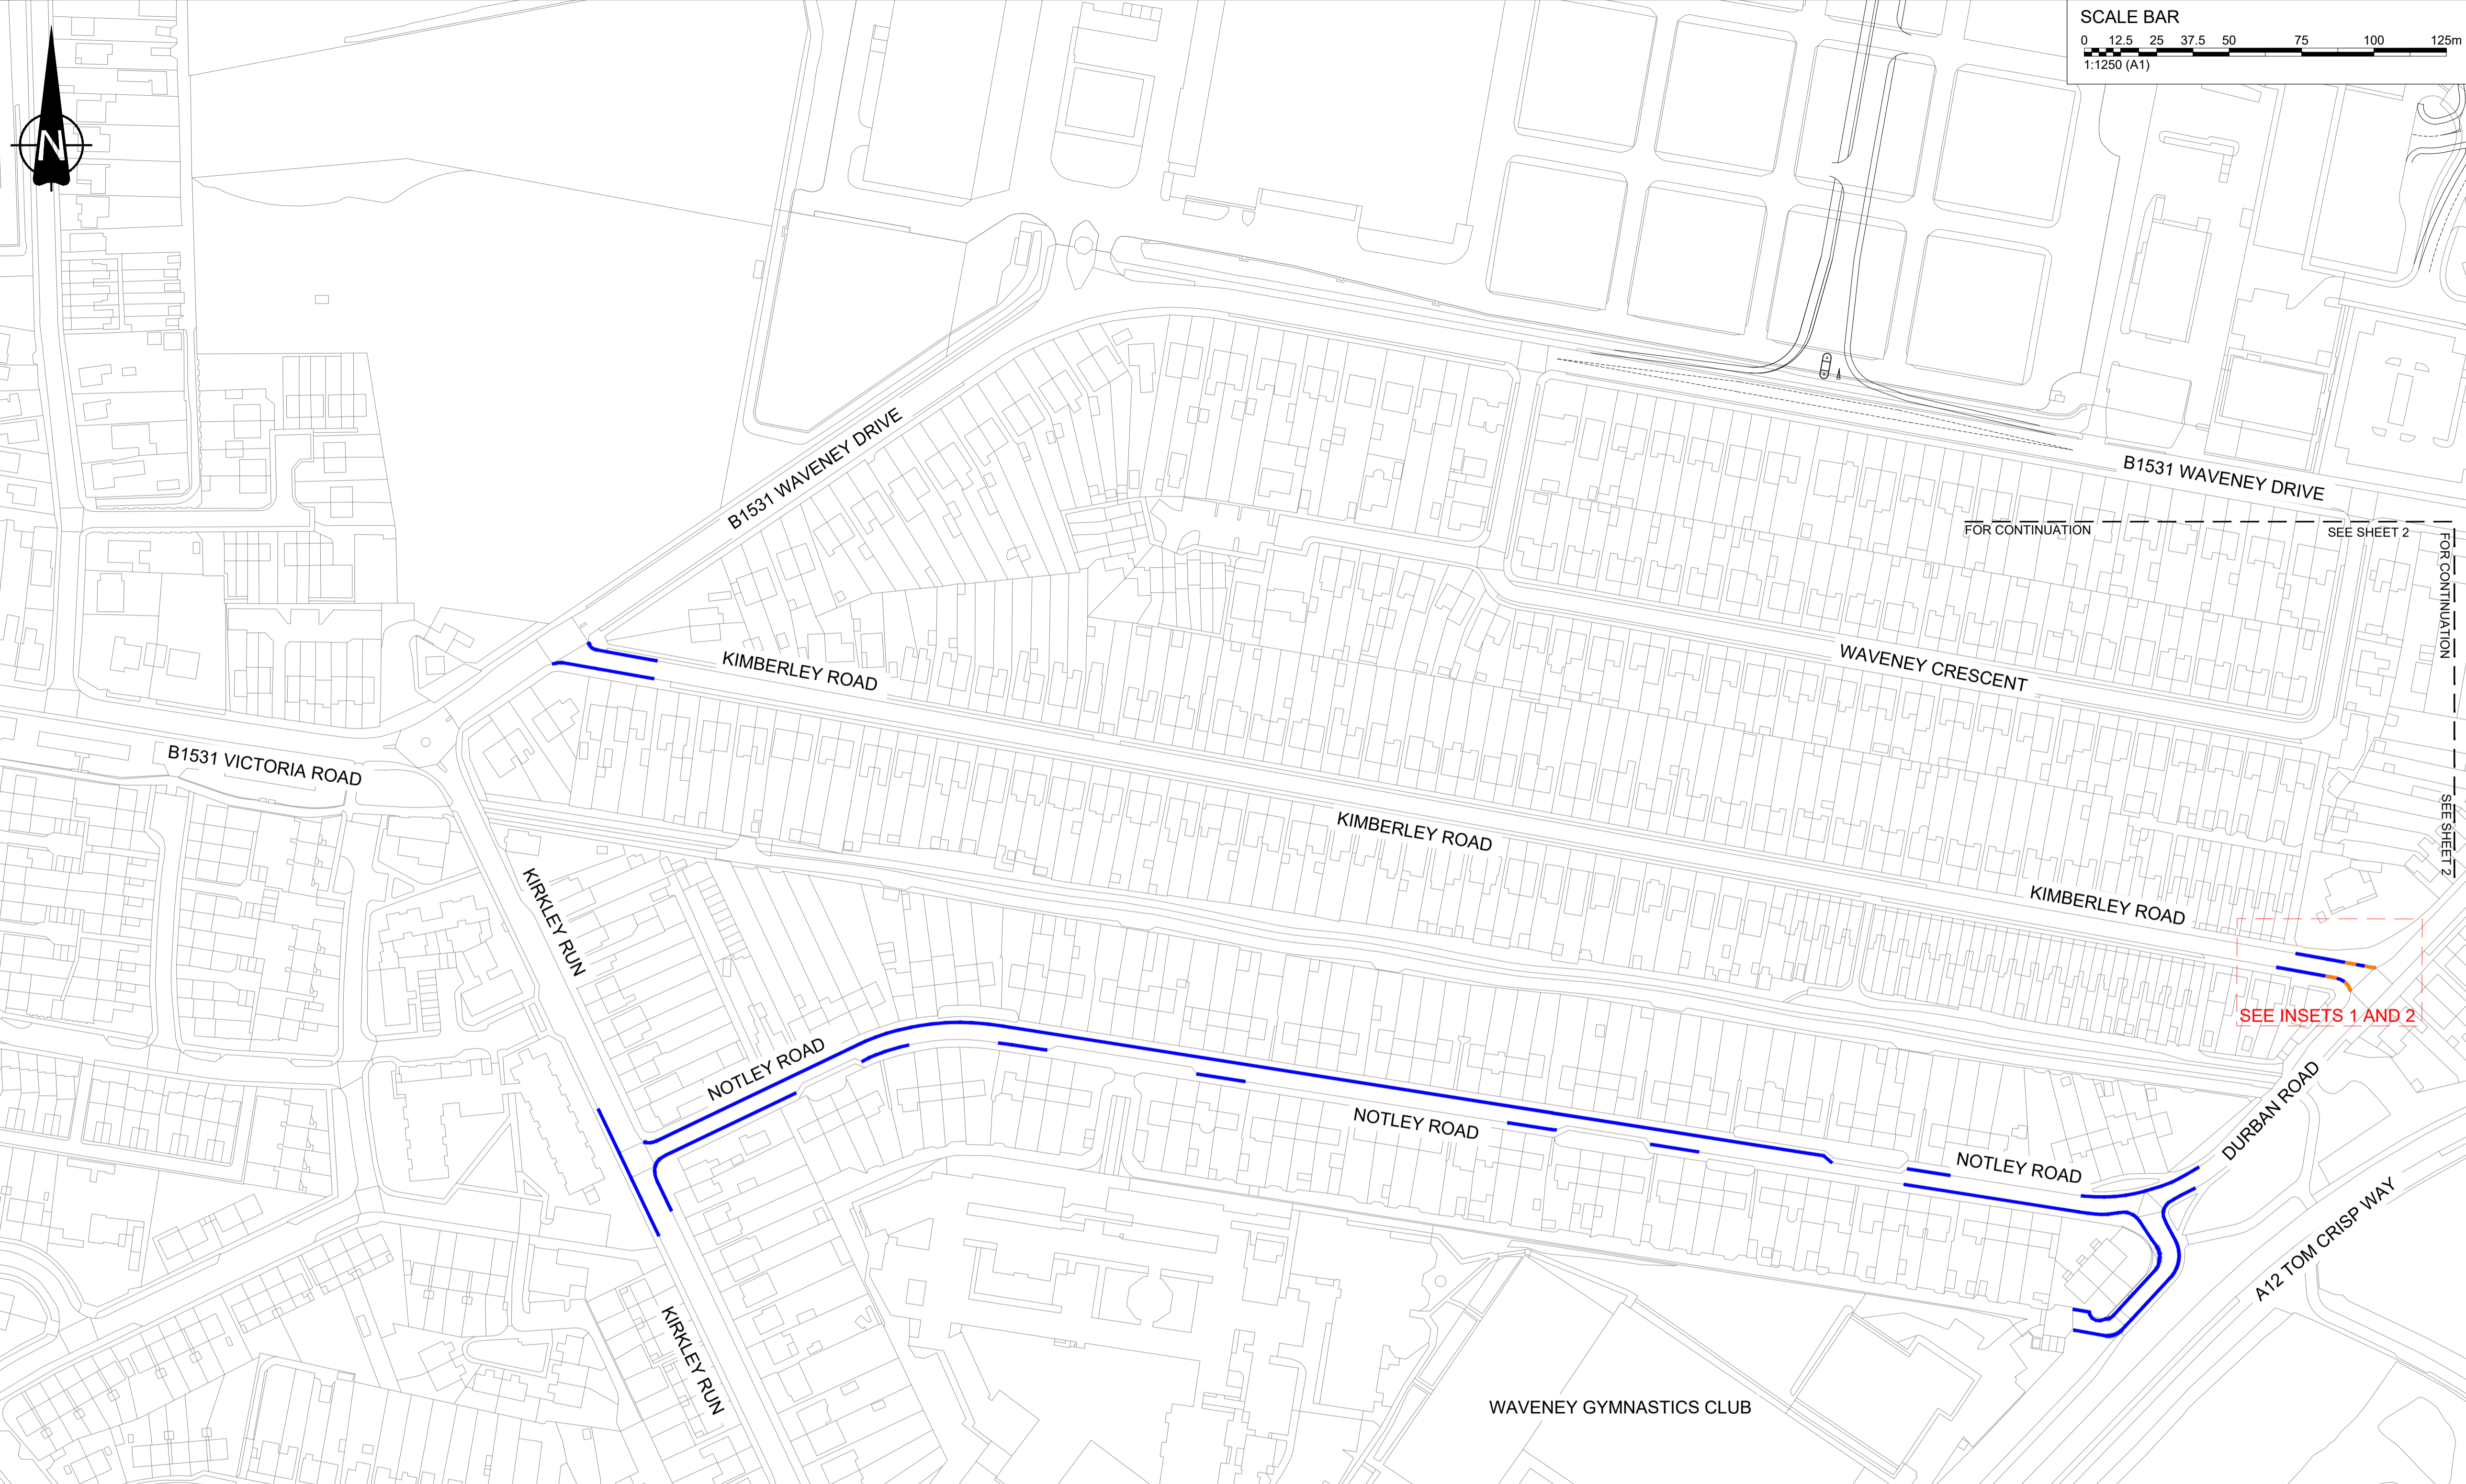 SCALE BAR
0 12.5 25 37.5 50 75 100 125m
1:1250 (A1)
N
B1531 WAVENEY DRIVE
B1531 WAVENEY DRIVE
FOR CONTINUATION
SEE SHEET 2
FOR CONTINUATION
SEE SHEET 2
WAVENEY CRESCENT
KIMBERLEY ROAD
B1531 VICTORIA ROAD
KIMBERLEY ROAD
KIMBERLEY ROAD
KIRKLEY RUN
SEE INSETS 1 AND 2
NOTLEY ROAD
NOTLEY ROAD
NOTLEY ROAD
DURBAN ROAD
A12 TOM CRISP WAY
KIRKLEY RUN
WAVENEY GYMNASTICS CLUB